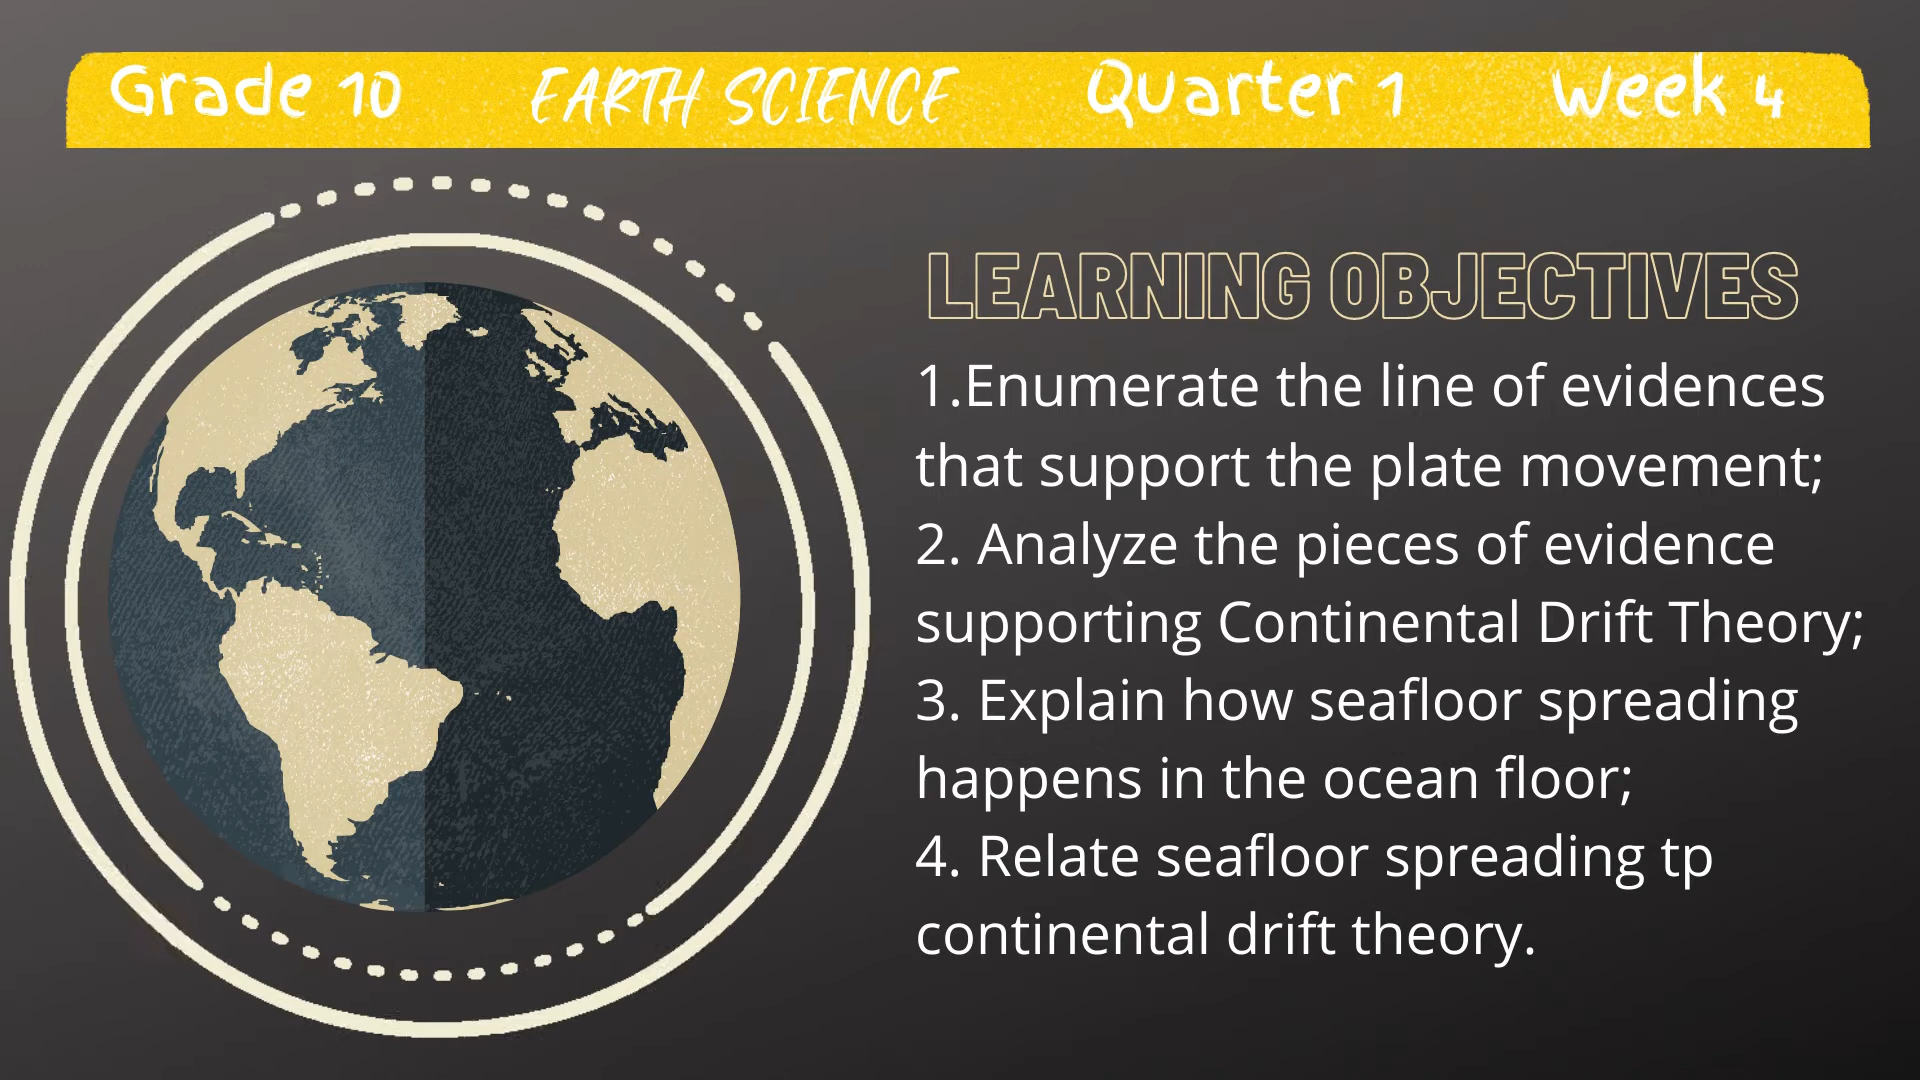 Grade 10 EARTH SCIENCE Quarter 1 Week 4
LEARNING OBJECTIVES
1.Enumerate the line of evidences
that support the plate movement;
2. Analyze the pieces of evidence
supporting Continental Drift Theory;
3. Explain how seafloor spreading
happens in the ocean floor;
4. Relate seafloor spreading tp
continental drift theory.